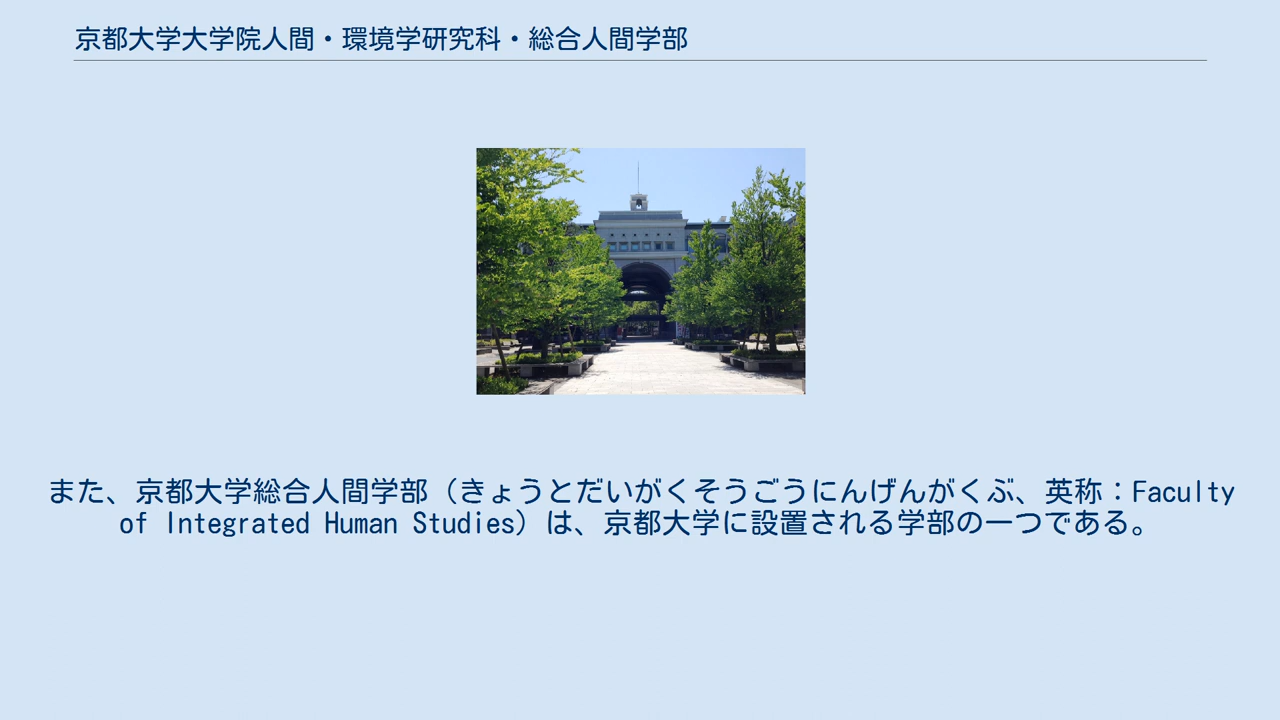 京都大学大学院人間・環境学研究科・総合人間学部
また、京都大学総合人間学部（きょうとだいがくそうごうにんげんがくぶ、英称：Faculty
of Integrated Human Studies）は、京都大学に設置される学部の一つである。